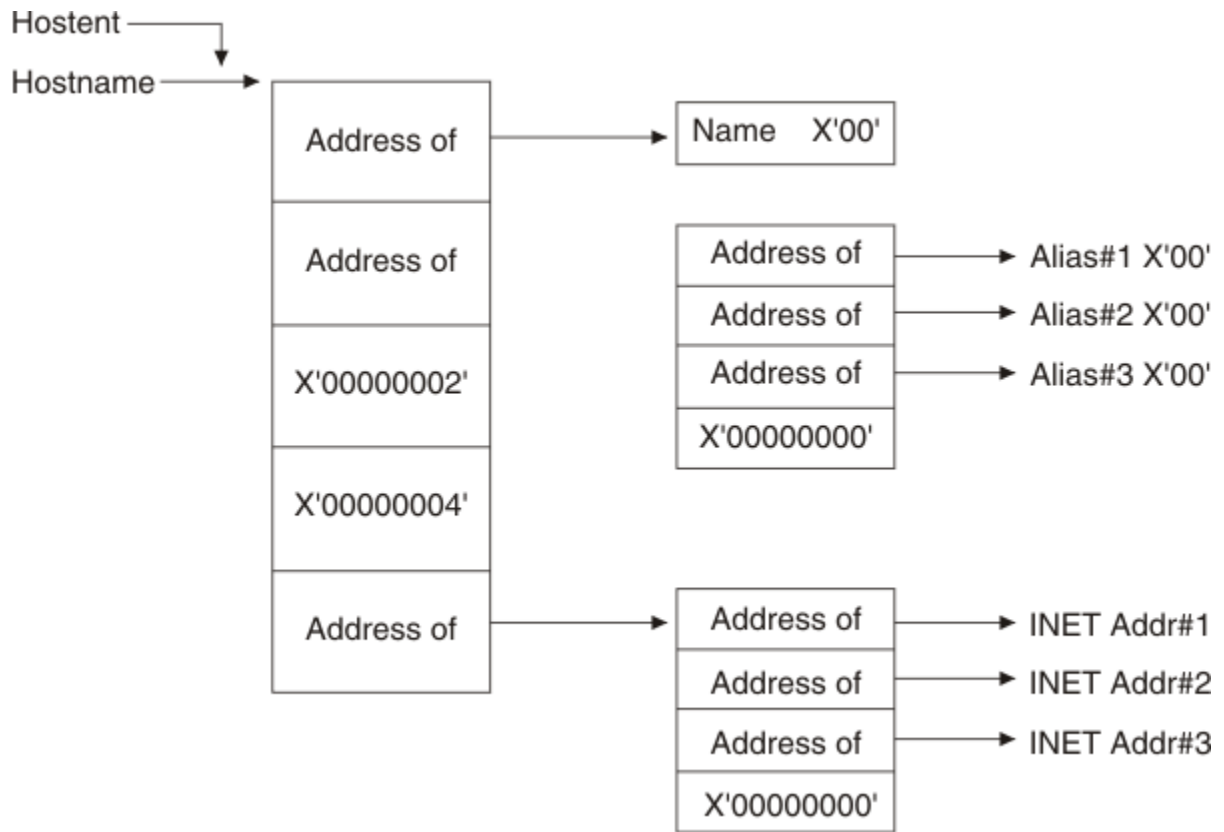 Hostent
Hostname
Address of
Address of
X'00000002'
X'00000004'
Address of
Name X'00'
Address of
Address of
Address of
X'00000000'
Alias#1 X'00'
Alias#2 X'00'
Alias#3 X'00'
Address of
Address of
Address of
X'00000000'
INET Addr#1
INET Addr#2
INET Addr#3